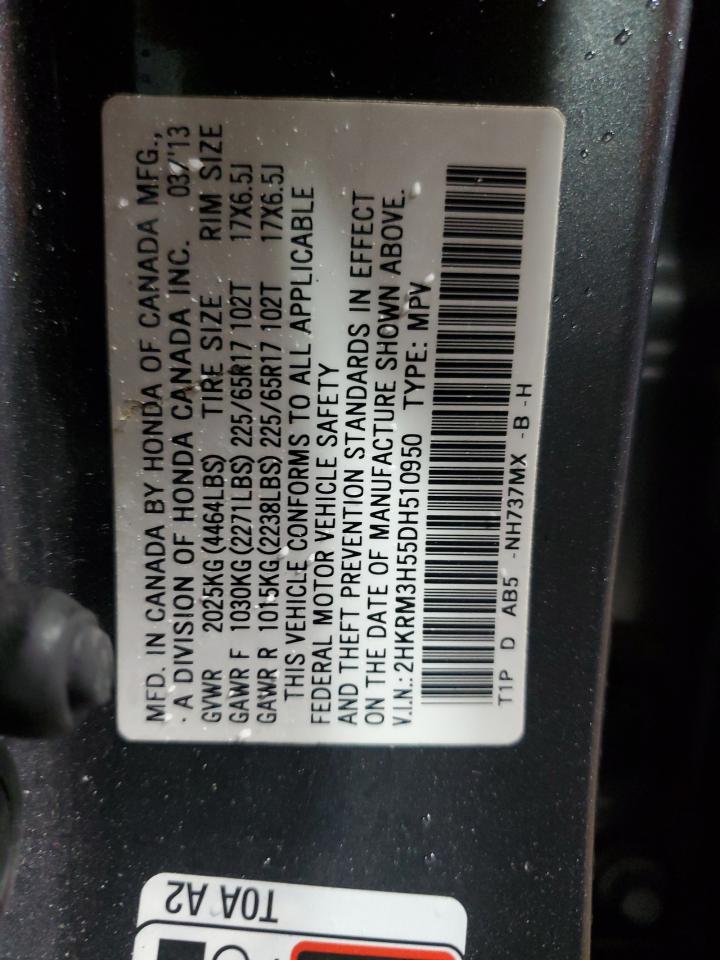 MFD. IN CANADA BY HONDA OF CANADA MFG.,
· A DIVISION OF HONDA CANADA INC. 03/'13
GVWR 2025KG(4464LBS) TIRE SIZE RIM SIZE
GAWR F 1030KG(2271LBS) 225/65R17 102T 17X6.5J
GAWR R 1015KG(2238LBS) 225/65R17 102T 17X6.5J
THIS VEHICLE CONFORMS TO ALL APPLICABLE
FEDERAL MOTOR VEHICLE SAFETY
AND THEFT PREVENTION STANDARDS IN EFFECT
ON THE DATE OF MANUFACTURE SHOWN ABOVE.
V.I.N.: 2HKRM3H55DH510950 TYPE: MPV
T1P D AB5 -NH737MX -B -H
T0A A2